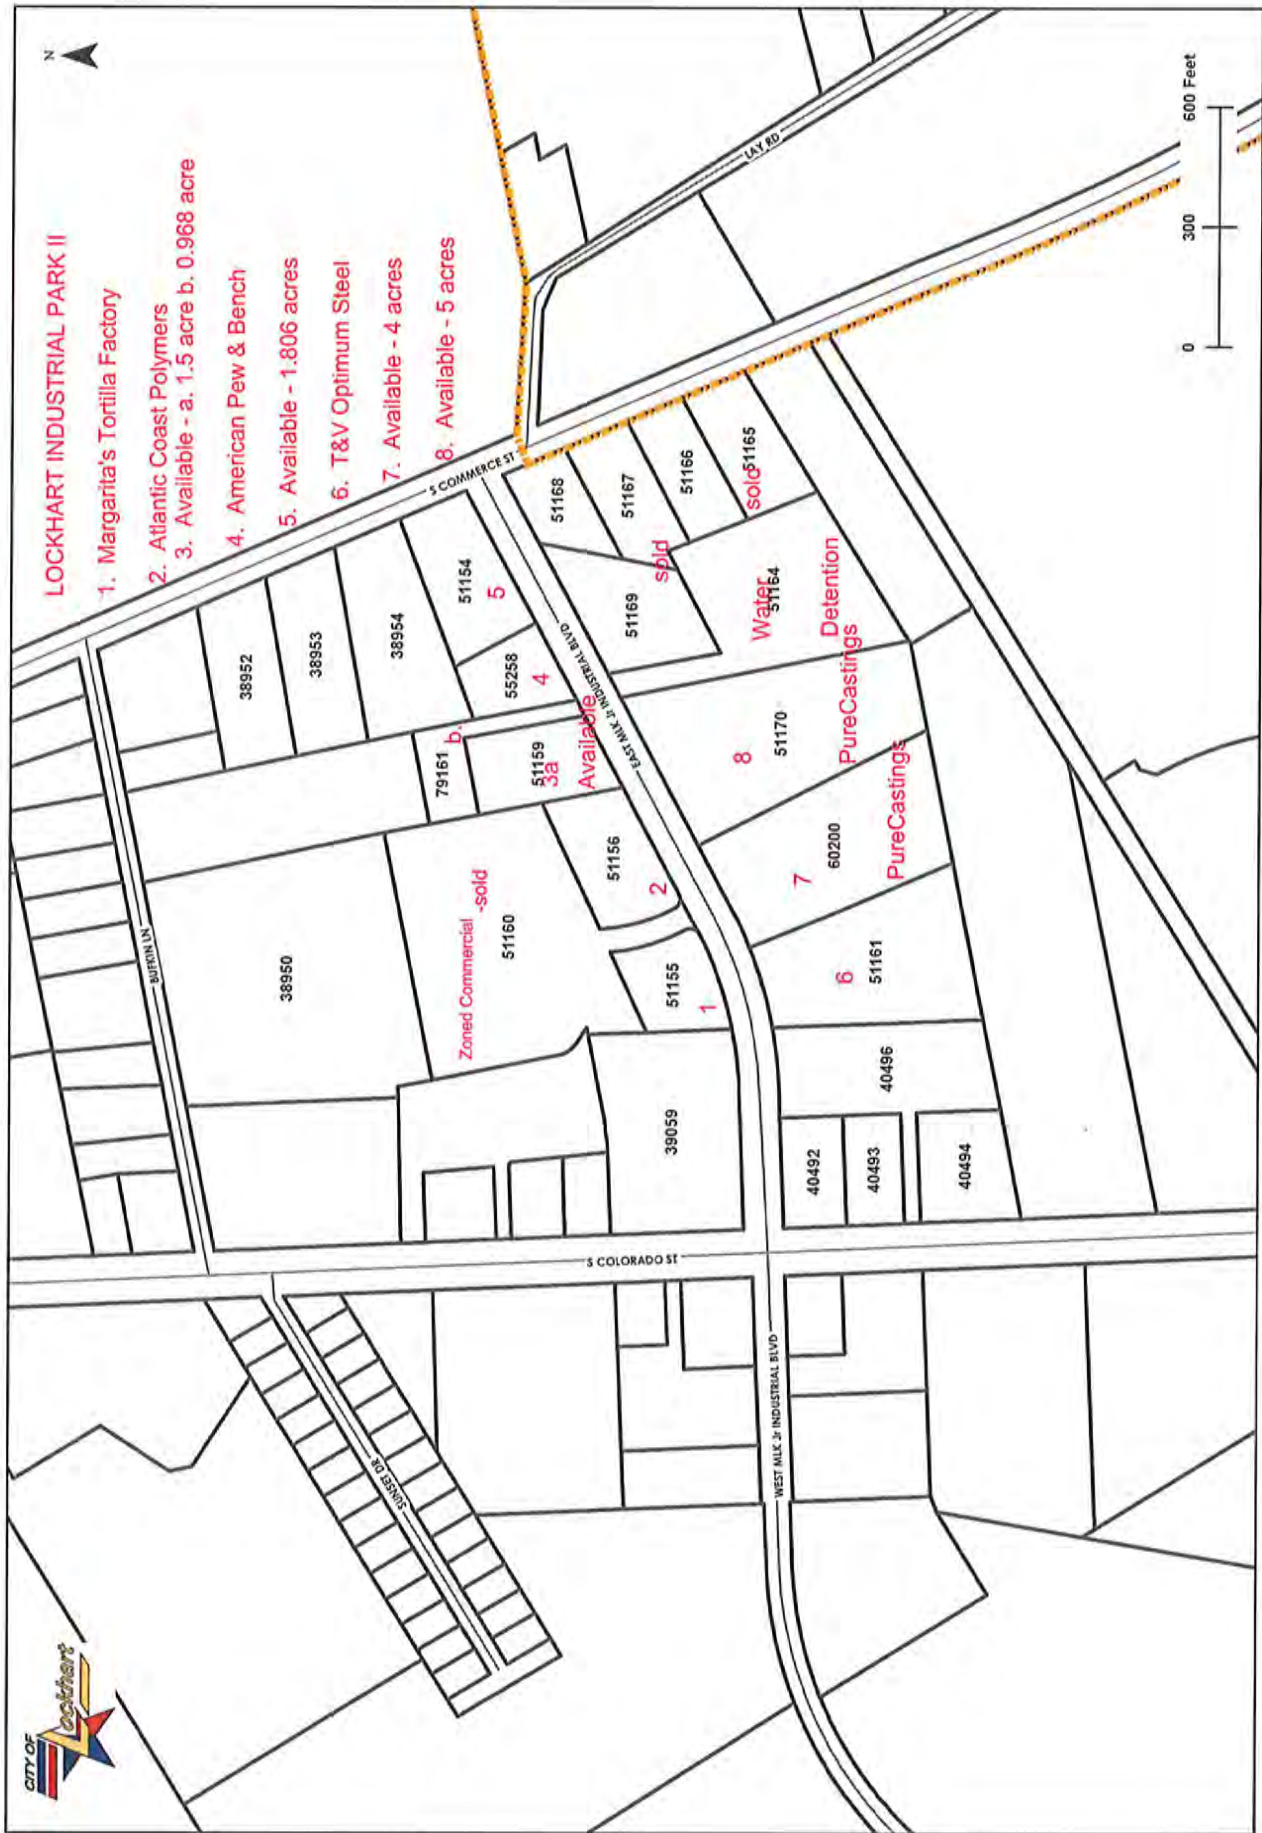 CITY OF
Lockhart
LOCKHART INDUSTRIAL PARK II
N
1. Margarita's Tortilla Factory
2. Atlantic Coast Polymers
3. Available - a. 1.5 acre b. 0.968 acre
4. American Pew & Bench
5. Available - 1.806 acres
6. T&V Optimum Steel
7. Available - 4 acres
8. Available - 5 acres
BUFKIN LN
S COMMERCE ST
LAY RD
S COLORADO ST
SUNSET DR
WEST MLK Jr INDUSTRIAL BLVD
EAST MLK Jr INDUSTRIAL BLVD
38950
38952
38953
38954
51154
5
55258
4
79161
b.
51159
3a
Available
Zoned Commercial
-sold
51160
51156
2
51155
1
39059
40492
40493
40494
40496
6
51161
7
60200
PureCastings
8
51170
PureCastings
51169
sold
51168
51167
51166
51165
sold
Water
51164
Detention
0
300
600 Feet